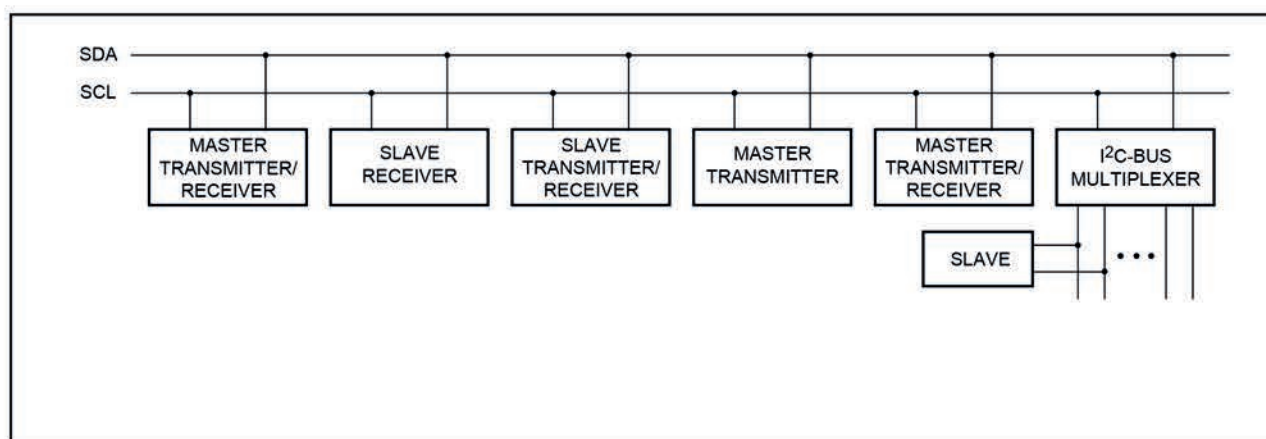 SDA
SCL
MASTER
TRANSMITTER/
RECEIVER
SLAVE
RECEIVER
SLAVE
TRANSMITTER/
RECEIVER
MASTER
TRANSMITTER
MASTER
TRANSMITTER/
RECEIVER
I²C-BUS
MULTIPLEXER
SLAVE